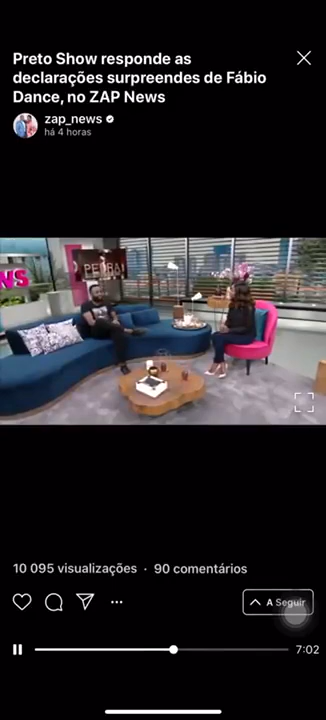 Preto Show responde as
declarações surpreendes de Fábio
Dance, no ZAP News
zap_news
há 4 horas
NS
10 095 visualizações · 90 comentários
A Seguir
7:02